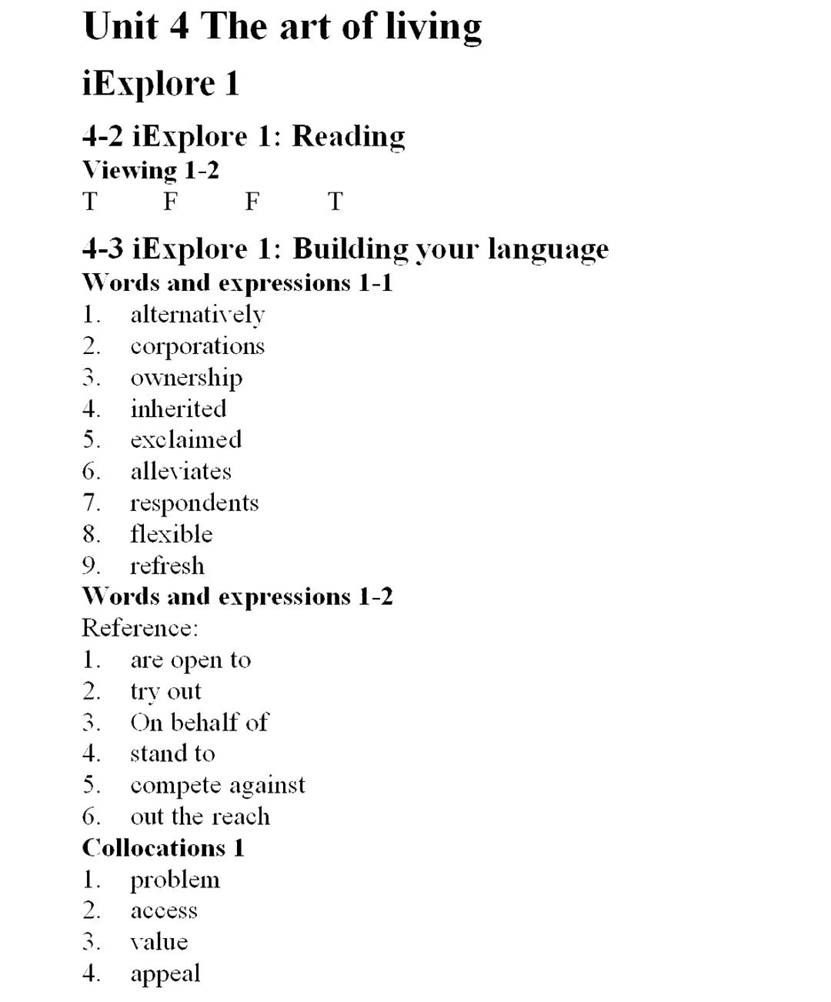 Unit 4 The art of living
iExplore 1
4-2 iExplore 1: Reading
Viewing 1-2
T F F T
4-3 iExplore 1: Building your language
Words and expressions 1-1
1. alternatively
2. corporations
3. ownership
4. inherited
5. exclaimed
6. alleviates
7. respondents
8. flexible
9. refresh
Words and expressions 1-2
Reference:
1. are open to
2. try out
3. On behalf of
4. stand to
5. compete against
6. out the reach
Collocations 1
1. problem
2. access
3. value
4. appeal